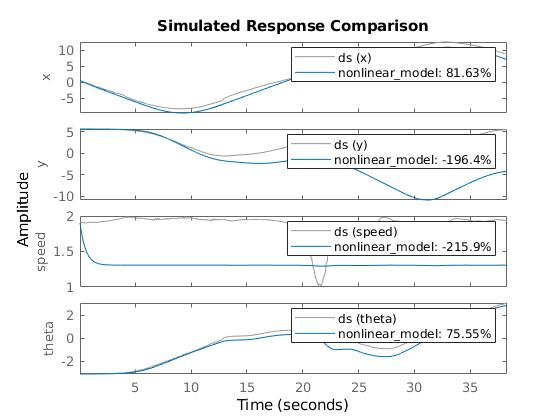 Simulated Response Comparison
10
5
0
-5
x
ds (x)
nonlinear_model: 81.63%
5
0
-5
-10
y
ds (y)
nonlinear_model: -196.4%
Amplitude
2
1.5
1
speed
ds (speed)
nonlinear_model: -215.9%
2
0
-2
theta
ds (theta)
nonlinear_model: 75.55%
5 10 15 20 25 30 35
Time (seconds)